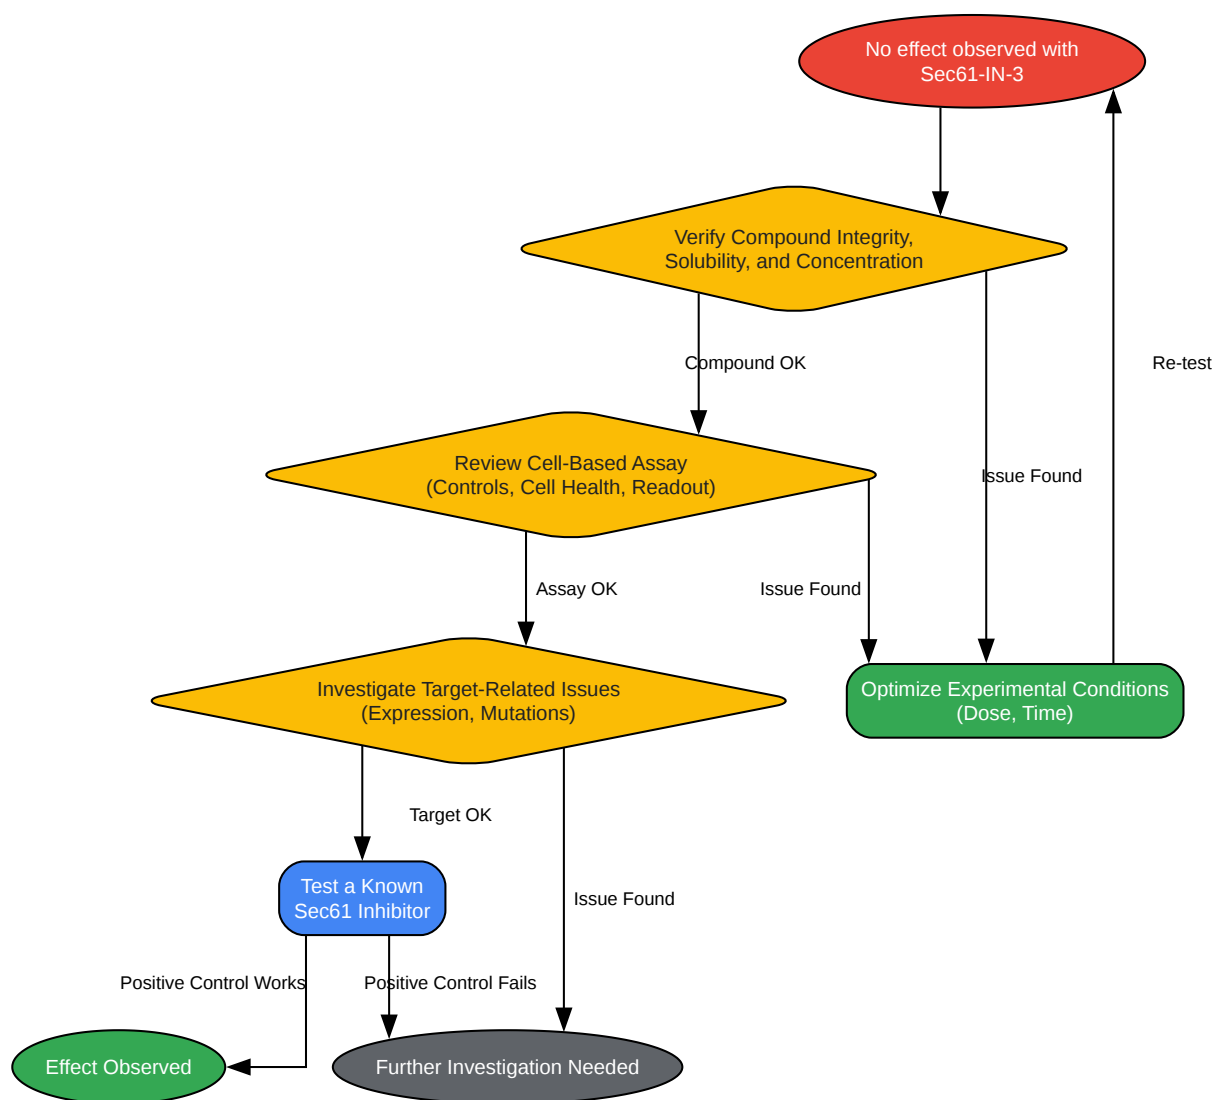 No effect observed with
Sec61-IN-3
Verify Compound Integrity,
Solubility, and Concentration
Compound OK
Re-test
Review Cell-Based Assay
(Controls, Cell Health, Readout)
Issue Found
Assay OK
Issue Found
Investigate Target-Related Issues
(Expression, Mutations)
Optimize Experimental Conditions
(Dose, Time)
Target OK
Test a Known
Sec61 Inhibitor
Issue Found
Positive Control Works
Positive Control Fails
Effect Observed
Further Investigation Needed